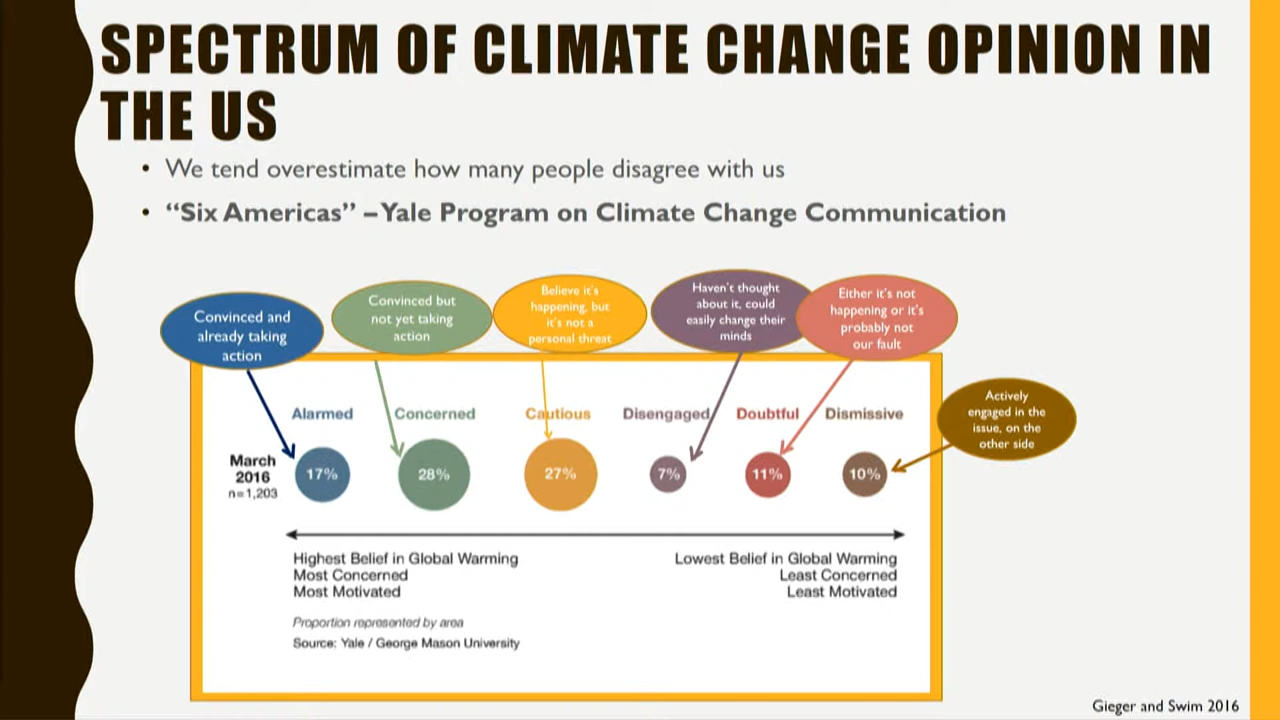 SPECTRUM OF CLIMATE CHANGE OPINION IN
THE US
• We tend overestimate how many people disagree with us
• “Six Americas” – Yale Program on Climate Change Communication
Convinced and
already taking
action
Convinced but
not yet taking
action
Believe it's
happening, but
it's not a
personal threat
Haven't thought
about it, could
easily change their
minds
Either it's not
happening or it's
probably not
our fault
Actively
engaged in the
issue, on the
other side
Alarmed Concerned Cautious Disengaged Doubtful Dismissive
March
2016
n=1,203
17% 28% 27% 7% 11% 10%
Highest Belief in Global Warming
Most Concerned
Most Motivated
Lowest Belief in Global Warming
Least Concerned
Least Motivated
Proportion represented by area
Source: Yale / George Mason University
Gieger and Swim 2016